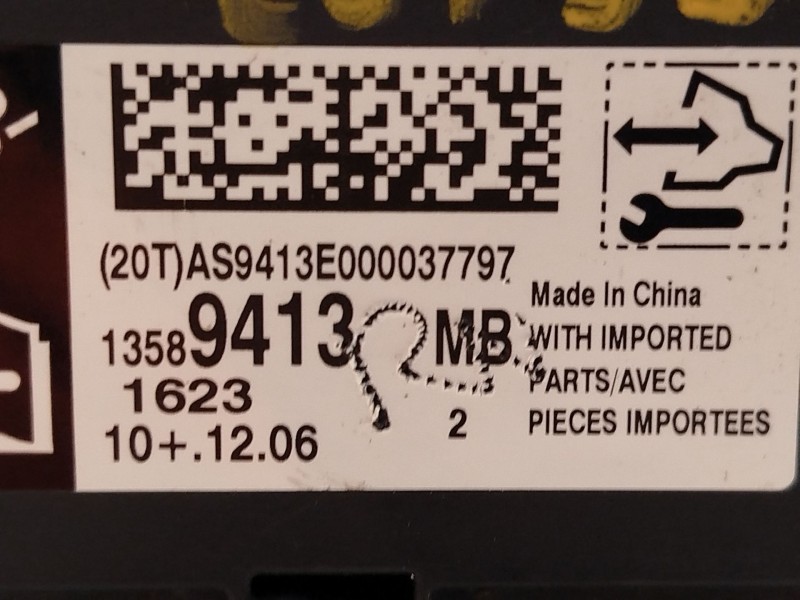 (20T)AS9413E000037797
13589413 MB
1623
10+.12.06
2
Made In China
WITH IMPORTED
PARTS/AVEC
PIECES IMPORTEES